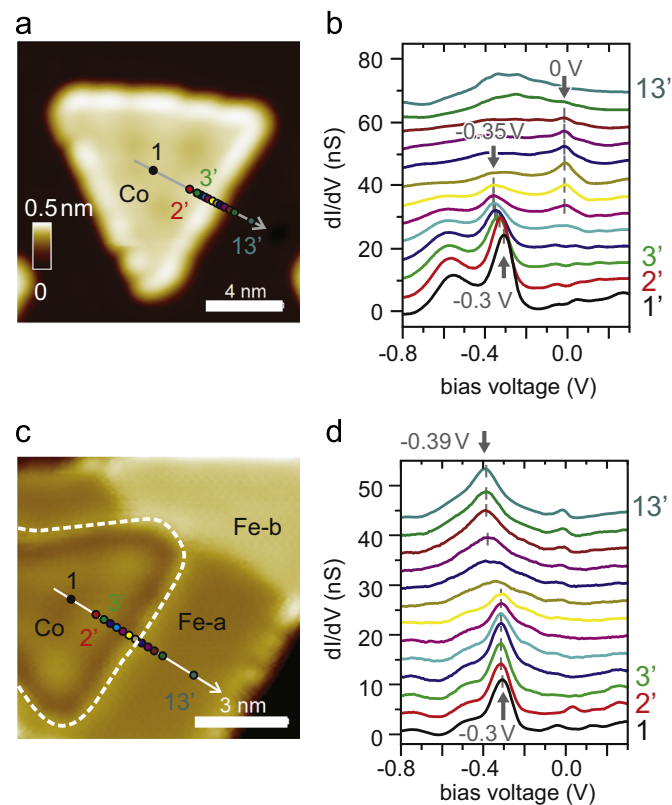 a
1
Co
3'
2'
13'
0.5 nm
0
4 nm
b
dI/dV (nS)
80
60
40
20
0
0 V
-0.35 V
-0.3 V
13'
3'
2'
1'
-0.8
-0.4
0.0
bias voltage (V)
c
Fe-b
1
3'
Co
2'
Fe-a
13'
3 nm
d
-0.39 V
dI/dV (nS)
50
40
30
20
10
0
13'
3'
2'
1
-0.3 V
-0.8
-0.4
0.0
bias voltage (V)